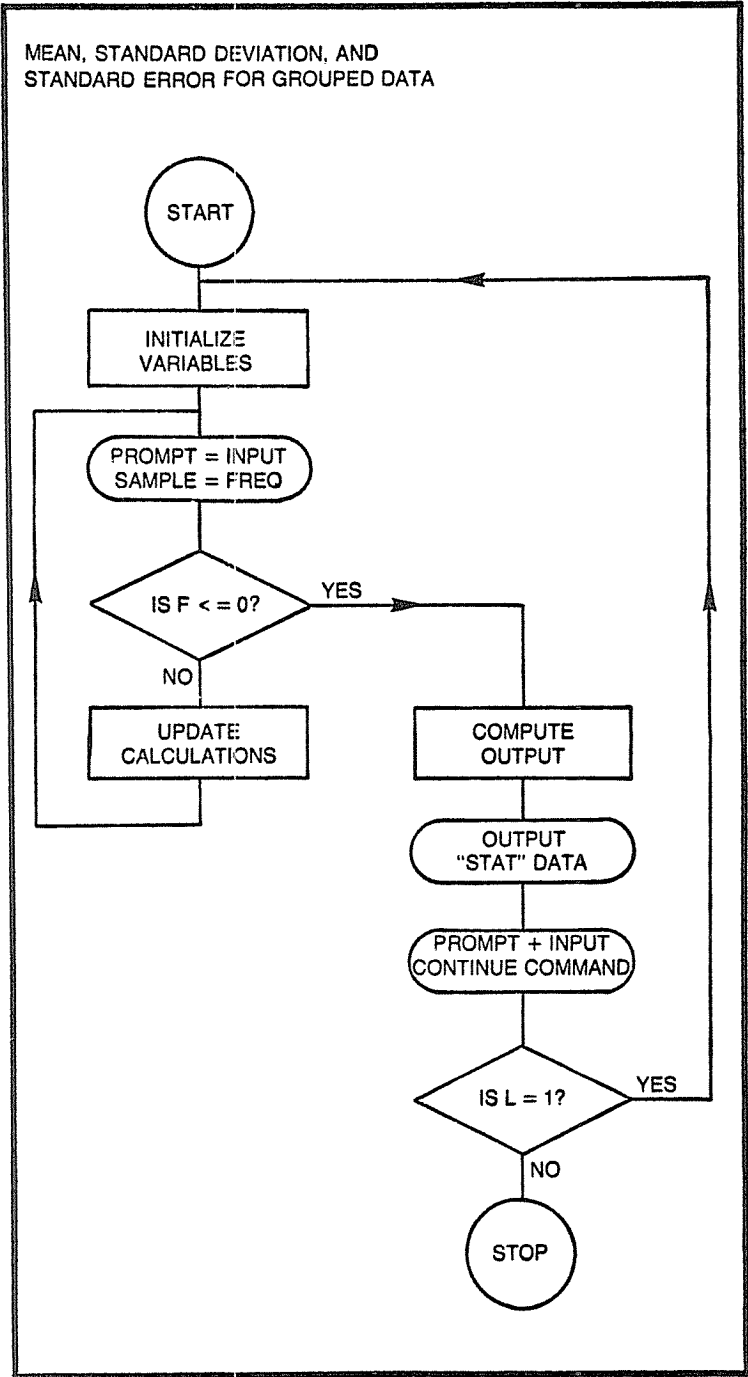 MEAN, STANDARD DEVIATION, AND
STANDARD ERROR FOR GROUPED DATA
START
INITIALIZE
VARIABLES
PROMPT = INPUT
SAMPLE = FREQ
IS F < = 0?
YES
NO
UPDATE
CALCULATIONS
COMPUTE
OUTPUT
OUTPUT
“STAT” DATA
PROMPT + INPUT
CONTINUE COMMAND
IS L = 1?
YES
NO
STOP